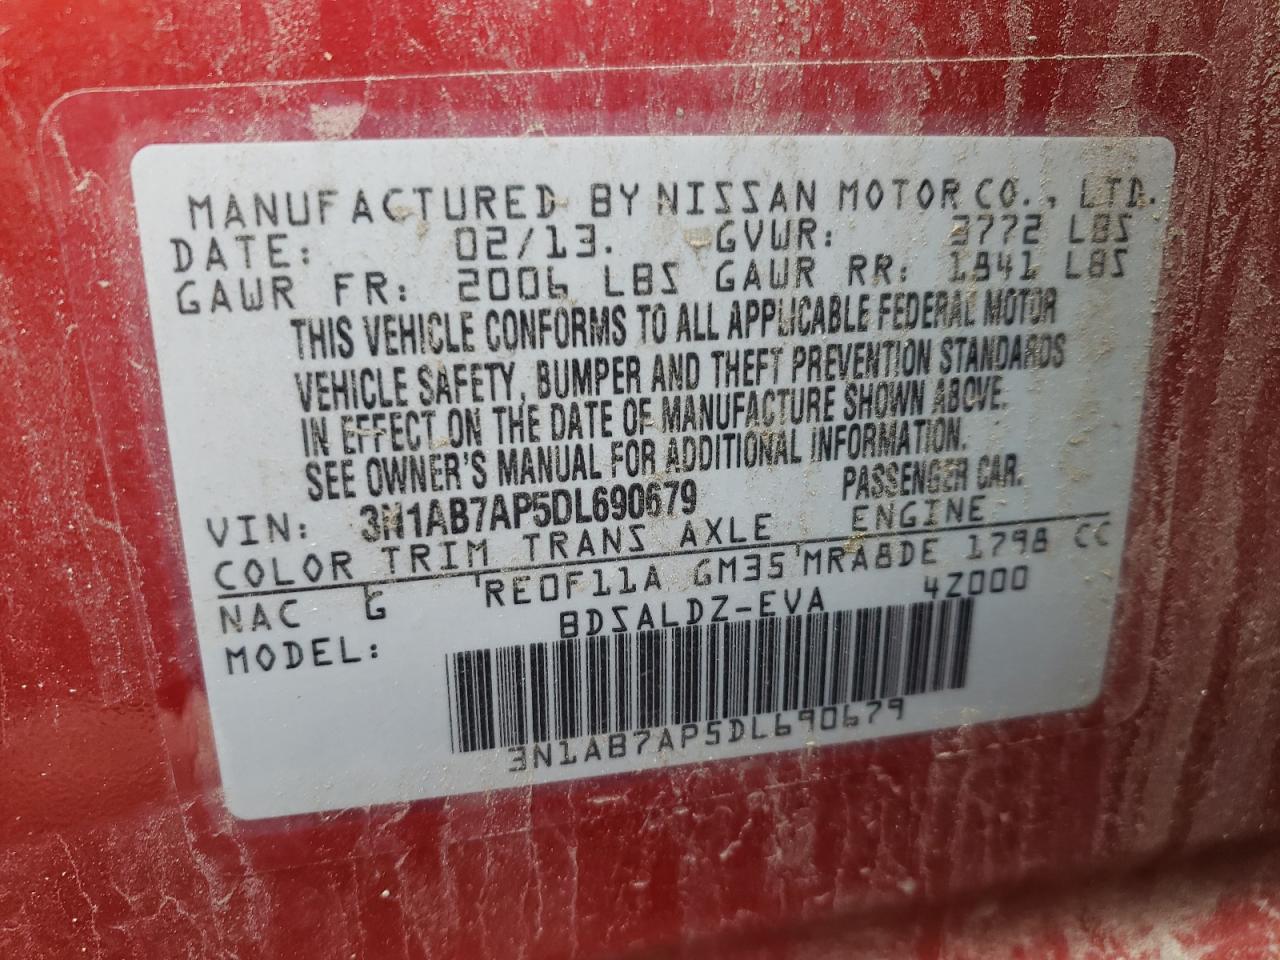 MANUFACTURED BY NISSAN MOTOR CO., LTD.
DATE: 02/13. GVWR: 3772 LBS
GAWR FR: 2006 LBS GAWR RR: 1841 LBS
THIS VEHICLE CONFORMS TO ALL APPLICABLE FEDERAL MOTOR
VEHICLE SAFETY, BUMPER AND THEFT PREVENTION STANDARDS
IN EFFECT ON THE DATE OF MANUFACTURE SHOWN ABOVE.
SEE OWNER'S MANUAL FOR ADDITIONAL INFORMATION.
VIN: 3N1AB7AP5DL690679 PASSENGER CAR.
COLOR TRIM TRANS AXLE ENGINE
NAC G RE0F11A GM35 MRA8DE 1798 CC
MODEL: BDSALDZ-EVA 42000
3N1AB7AP5DL690679